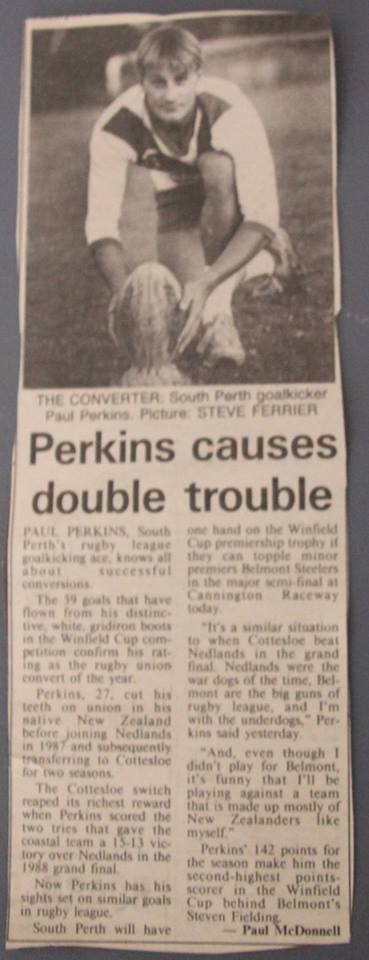 THE CONVERTER: South Perth goalkicker
Paul Perkins. Picture: STEVE FERRIER
Perkins causes
double trouble
PAUL PERKINS, South
Perth's rugby league
goalkicking ace, knows all
about successful
conversions.
The 59 goals that have
flown from his distinc-
tive, white, gridiron boots
in the Winfield Cup com-
petition confirm his rat-
ing as the rugby union
convert of the year.
Perkins, 27, cut his
teeth on union in his
native New Zealand
before joining Nedlands
in 1987 and subsequently
transferring to Cottesloe
for two seasons.
The Cottesloe switch
reaped its richest reward
when Perkins scored the
two tries that gave the
coastal team a 15-13 vic-
tory over Nedlands in the
1988 grand final.
Now Perkins has his
sights set on similar goals
in rugby league.
South Perth will have
one hand on the Winfield
Cup premiership trophy if
they can topple minor
premiers Belmont Steelers
in the major semi-final at
Cannington Raceway
today.
"It's a similar situation
to when Cottesloe beat
Nedlands in the grand
final. Nedlands were the
war dogs of the time, Bel-
mont are the big guns of
rugby league, and I'm
with the underdogs," Per-
kins said yesterday.
"And, even though I
didn't play for Belmont,
it's funny that I'll be
playing against a team
that is made up mostly of
New Zealanders like
myself."
Perkins' 142 points for
the season make him the
second-highest points-
scorer in the Winfield
Cup behind Belmont's
Steven Fielding.
— Paul McDonnell